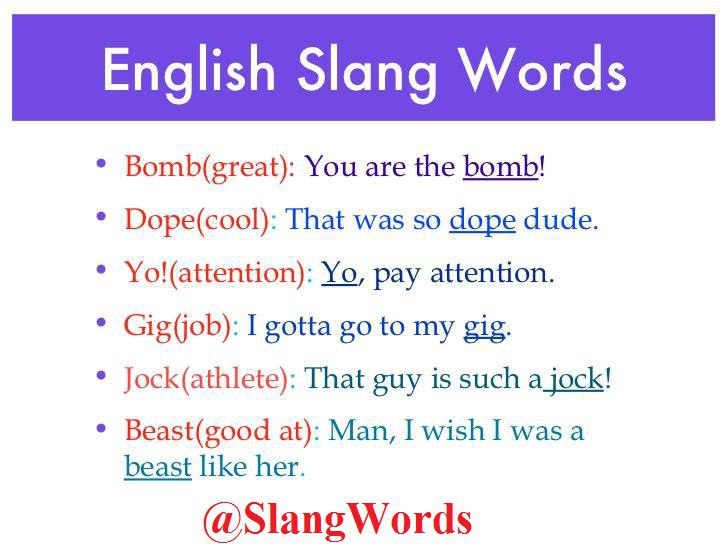 English Slang Words
• Bomb(great): You are the bomb!
• Dope(cool): That was so dope dude.
• Yo!(attention): Yo, pay attention.
• Gig(job): I gotta go to my gig.
• Jock(athlete): That guy is such a jock!
• Beast(good at): Man, I wish I was a
beast like her.
@SlangWords